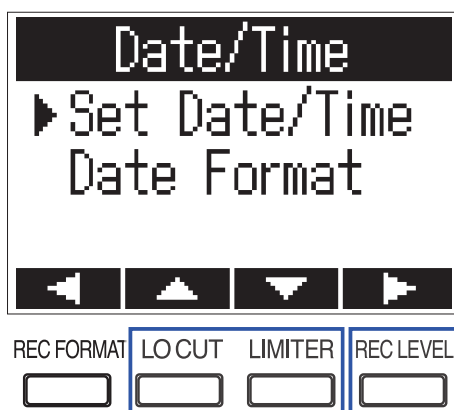 Date/Time
Set Date/Time
Date Format
REC FORMAT LO CUT LIMITER REC LEVEL